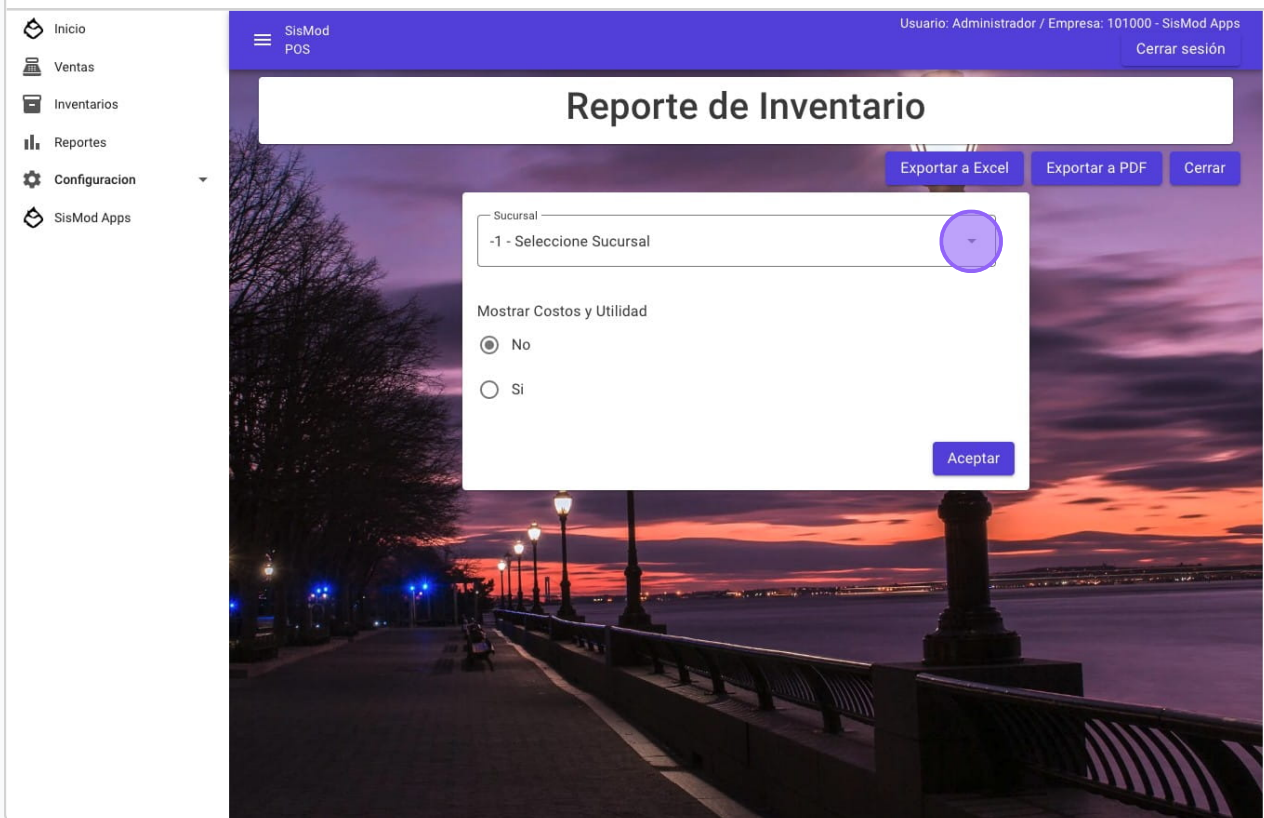 Inicio
Ventas
Inventarios
Reportes
Configuracion
SisMod Apps
SisMod
POS
Usuario: Administrador / Empresa: 101000 - SisMod Apps
Cerrar sesión
Reporte de Inventario
Exportar a Excel
Exportar a PDF
Cerrar
Sucursal
-1 - Seleccione Sucursal
Mostrar Costos y Utilidad
No
Si
Aceptar